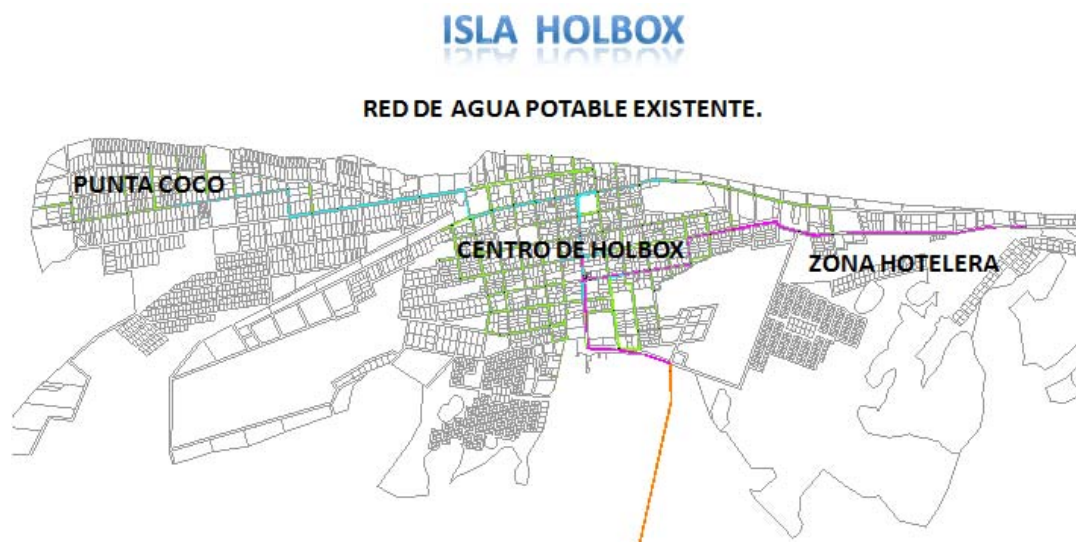 ISLA HOLBOX
RED DE AGUA POTABLE EXISTENTE.
PUNTA COCO
CENTRO DE HOLBOX
ZONA HOTELERA